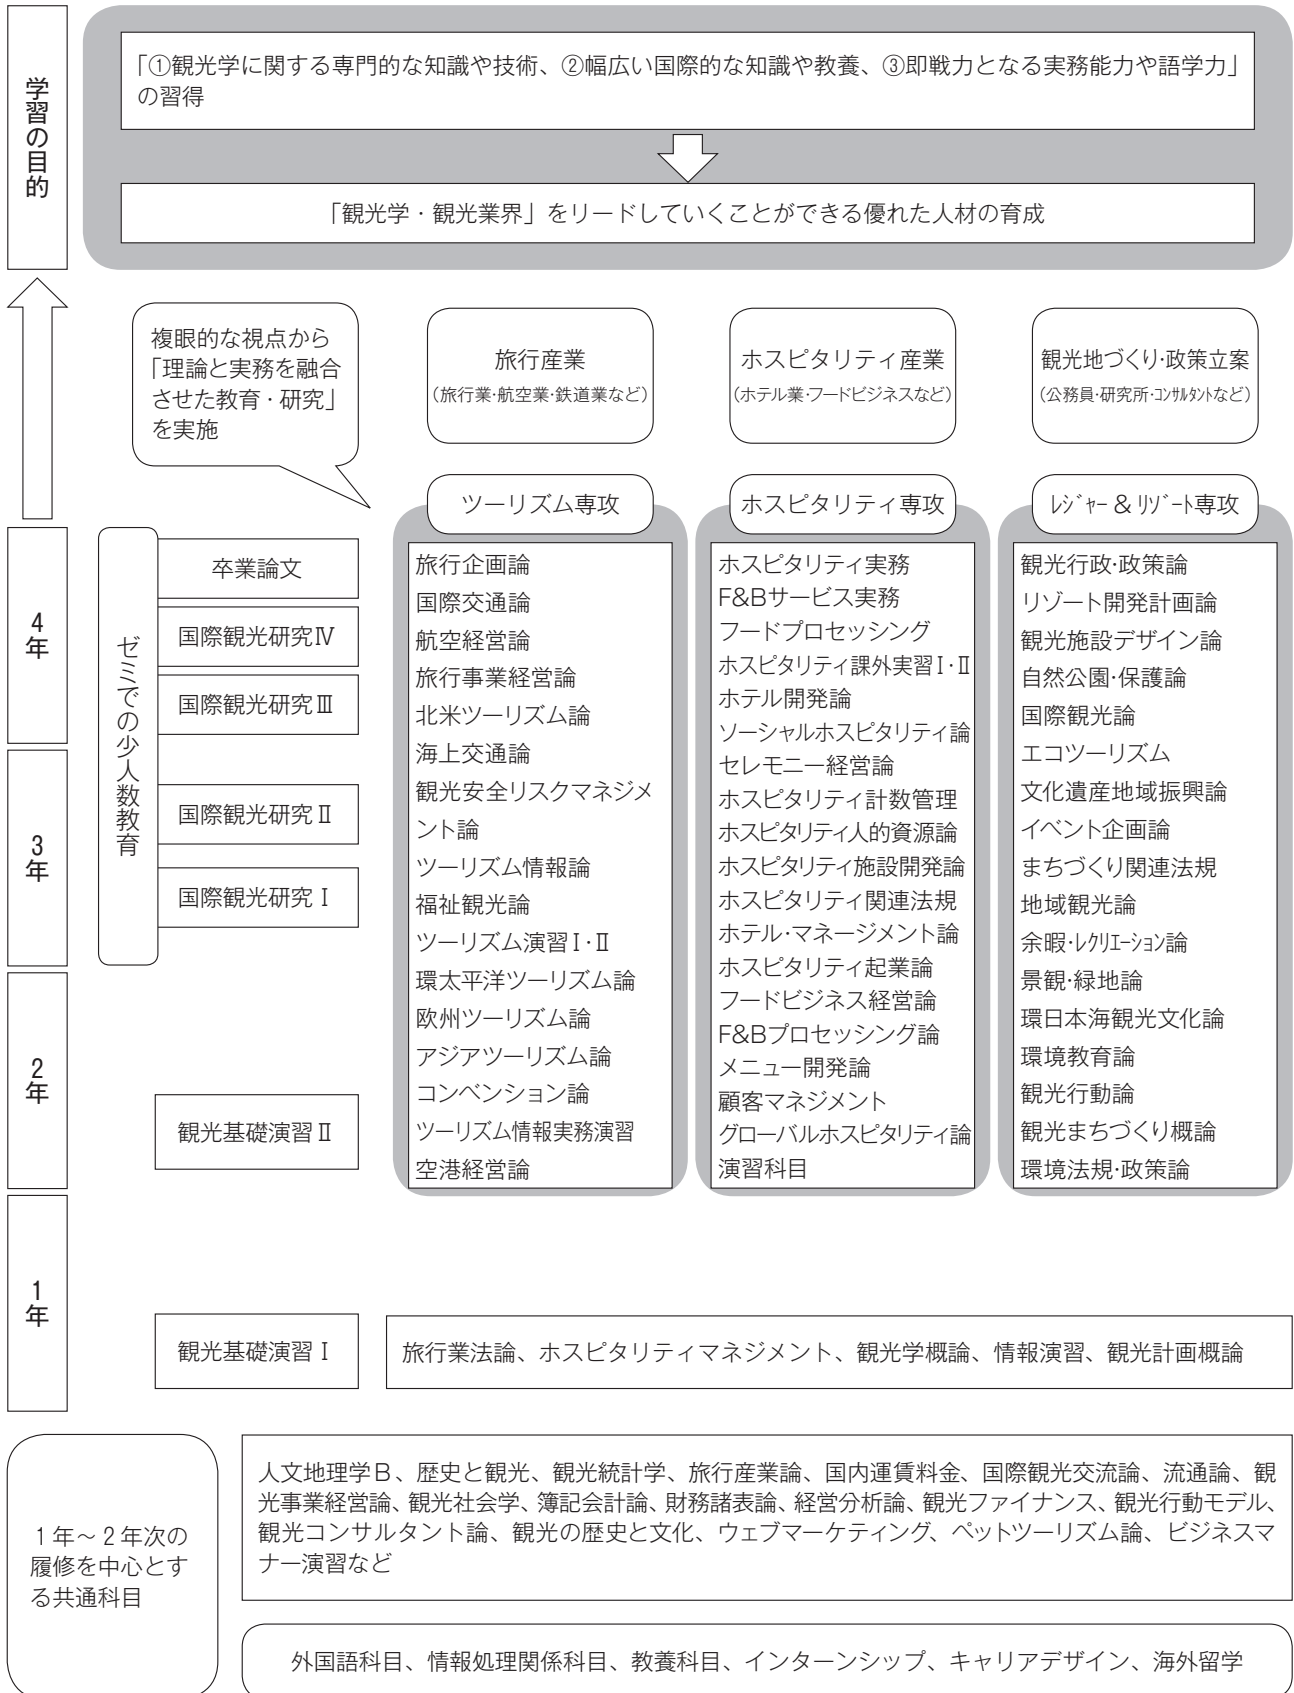 学習の目的
「①観光学に関する専門的な知識や技術、②幅広い国際的な知識や教養、③即戦力となる実務能力や語学力」
の習得
「観光学・観光業界」をリードしていくことができる優れた人材の育成
複眼的な視点から
「理論と実務を融合
させた教育・研究」
を実施
旅行産業
(旅行業・航空業・鉄道業など)
ホスピタリティ産業
(ホテル業・フードビジネスなど)
観光地づくり・政策立案
(公務員・研究所・コンサルタントなど)
4年
3年
2年
1年
ゼミでの少人数教育
卒業論文
国際観光研究Ⅳ
国際観光研究Ⅲ
国際観光研究Ⅱ
国際観光研究Ⅰ
観光基礎演習Ⅱ
ツーリズム専攻
旅行企画論
国際交通論
航空経営論
旅行事業経営論
北米ツーリズム論
海上交通論
観光安全リスクマネジメ
ント論
ツーリズム情報論
福祉観光論
ツーリズム演習Ⅰ・Ⅱ
環太平洋ツーリズム論
欧州ツーリズム論
アジアツーリズム論
コンベンション論
ツーリズム情報実務演習
空港経営論
ホスピタリティ専攻
ホスピタリティ実務
F&Bサービス実務
フードプロセッシング
ホスピタリティ課外実習Ⅰ・Ⅱ
ホテル開発論
ソーシャルホスピタリティ論
セレモニー経営論
ホスピタリティ計数管理
ホスピタリティ人的資源論
ホスピタリティ施設開発論
ホスピタリティ関連法規
ホテル・マネージメント論
ホスピタリティ起業論
フードビジネス経営論
F&Bプロセッシング論
メニュー開発論
顧客マネジメント
グローバルホスピタリティ論
演習科目
レジャー&リゾート専攻
観光行政・政策論
リゾート開発計画論
観光施設デザイン論
自然公園・保護論
国際観光論
エコツーリズム
文化遺産地域振興論
イベント企画論
まちづくり関連法規
地域観光論
余暇・レクリエーション論
景観・緑地論
環日本海観光文化論
環境教育論
観光行動論
観光まちづくり概論
環境法規・政策論
観光基礎演習Ⅰ
旅行業法論、ホスピタリティマネジメント、観光学概論、情報演習、観光計画概論
1年〜2年次の
履修を中心とす
る共通科目
人文地理学B、歴史と観光、観光統計学、旅行産業論、国内運賃料金、国際観光交流論、流通論、観
光事業経営論、観光社会学、簿記会計論、財務諸表論、経営分析論、観光ファイナンス、観光行動モデル、
観光コンサルタント論、観光の歴史と文化、ウェブマーケティング、ペットツーリズム論、ビジネスマ
ナー演習など
外国語科目、情報処理関係科目、教養科目、インターンシップ、キャリアデザイン、海外留学